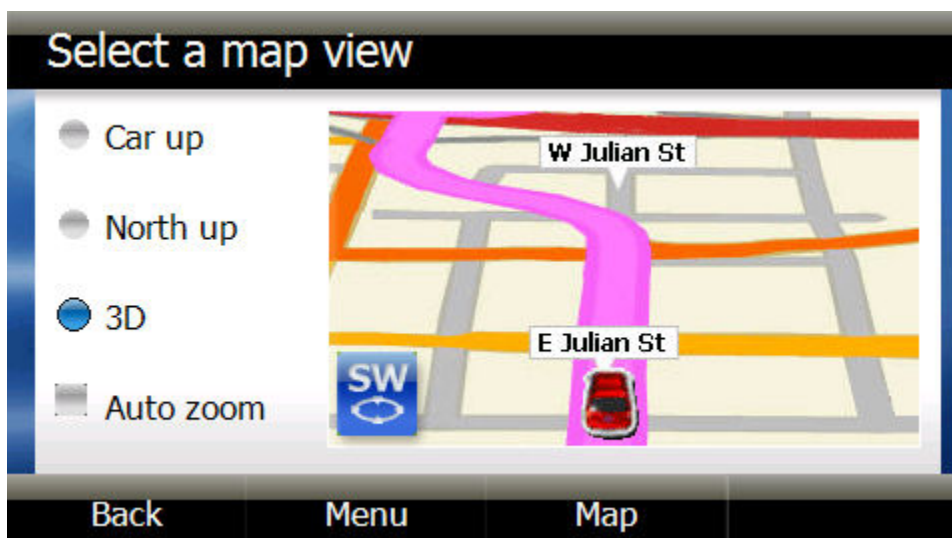 Select a map view
Car up
North up
3D
Auto zoom
W Julian St
E Julian St
SW
Back
Menu
Map